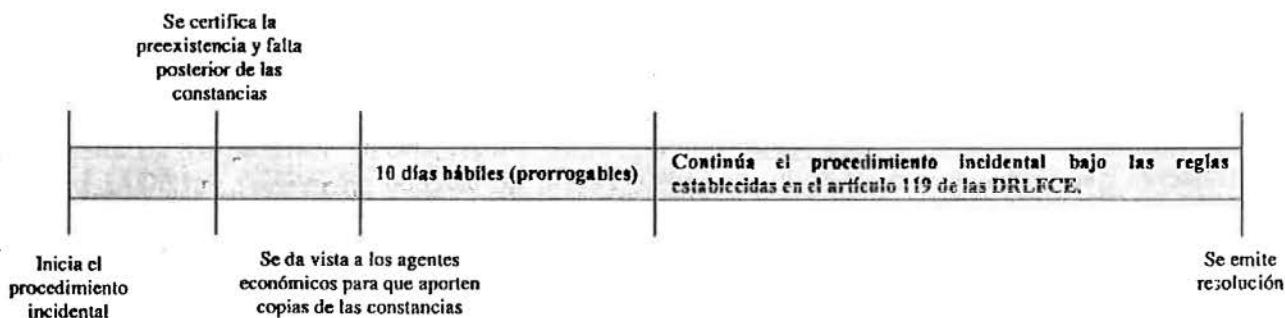 Se certifica la
preexistencia y falta
posterior de las
constancias
10 días hábiles (prorrogables)
Continúa el procedimiento incidental bajo las reglas
establecidas en el artículo 119 de las DRLFCE.
Inicia el
procedimiento
incidental
Se da vista a los agentes
económicos para que aporten
copias de las constancias
Se emite
resolución